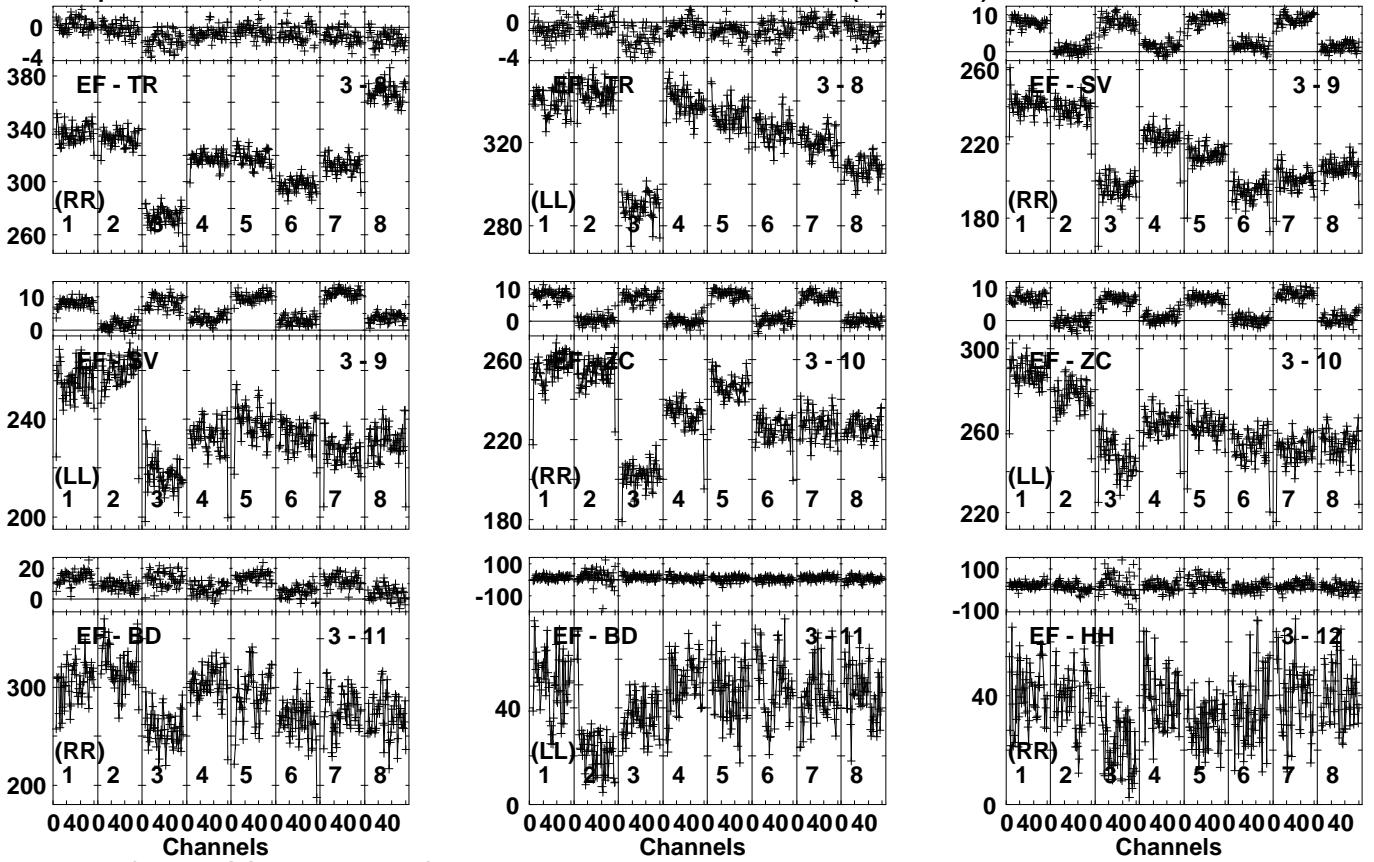 0 0 10
-4 -4 0
380 EF - TR 3 - 8 EF - TR 3 - 8 260 EF - SV 3 - 9
340 320 220
300
(RR) (LL) (RR)
1 2 3 4 5 6 7 8 1 2 3 4 5 6 7 8 180 1 2 3 4 5 6 7 8
260 280
10 10 10
0 0 0
EF - SV 3 - 9 260 EF - ZC 3 - 10 300 EF - ZC 3 - 10
240 220 260
(LL) (RR) (LL)
1 2 3 4 5 6 7 8 1 2 3 4 5 6 7 8 1 2 3 4 5 6 7 8
200 180 220
20 100 100
0 -100 -100
EF - BD 3 - 11 EF - BD 3 - 11 EF - HH 3 - 12
300 40 40
(RR) (LL) (RR)
1 2 3 4 5 6 7 8 1 2 3 4 5 6 7 8 1 2 3 4 5 6 7 8
200 0 0
0 40 0 40 0 40 0 40 0 40 0 40 0 40 0 40 0 40 0 40 0 40 0 40 0 40 0 40 0 40 0 40 0 40 0 40 0 40 0 40 0 40 0 40 0 40 0 40
Channels Channels Channels